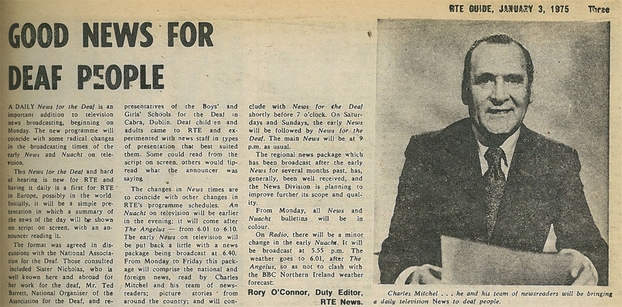 RTE GUIDE, JANUARY 3, 1975 Three
GOOD NEWS FOR
DEAF PEOPLE
A DAILY News for the Deaf is an
important addition to television
news broadcasting, beginning on
Monday. The new programme will
coincide with some radical changes
in the broadcasting times of the
early News and Nuacht on tele-
vision.
This News for the Deaf and hard
of hearing is new for RTE and
having it daily is a first for RTE
in Europe, possibly in the world.
Initially, it will be a simple pre-
sentation in which a summary of
the news of the day will be shown
on script on screen, with an an-
nouncer reading it.
The format was agreed in dis-
cussions with the National Associa-
tion for the Deaf. Those consulted
included Sister Nicholas, who is
well known here and abroad for
her work for the deaf, Mr. Ted
Barrett, National Organiser of the
Association for the Deaf, and re-
presentatives of the Boys' and
Girls' Schools for the Deaf in
Cabra, Dublin. Deaf children and
adults came to RTE and ex-
perimented with news staff in types
of presentation that best suited
them. Some could read from the
script on screen, others would lip-
read what the announcer was
saying.
The changes in News times are
to coincide with other changes in
RTE's programme schedules. An
Nuacht on television will be earlier
in the evening; it will come after
The Angelus — from 6.01 to 6.10.
The early News on television will
be put back a little with a news
package being broadcast at 6.40.
From Monday to Friday this pack-
age will comprise the national and
foreign news, read by Charles
Mitchel and his team of news-
readers; picture stories from
around the country; and will con-
clude with News for the Deaf
shortly before 7 o'clock. On Satur-
days and Sundays, the early News
will be followed by News for the
Deaf. The main News will be at 9
p.m. as usual.
The regional news package which
has been broadcast after the early
News for several months past, has,
generally, been well received, and
the News Division is planning to
improve further its scope and qual-
ity.
From Monday, all News and
Nuacht bulletins will be in
colour.
On Radio, there will be a minor
change in the early Nuacht. It will
be broadcast at 5.55 p.m. The
weather goes to 6.01, after The
Angelus, so as not to clash with
the BBC Northern Ireland weather
forecast.
Rory O'Connor, Duty Editor,
RTE News.
Charles Mitchel . . . he and his team of newsreaders will be bringing
a daily television News to deaf people.